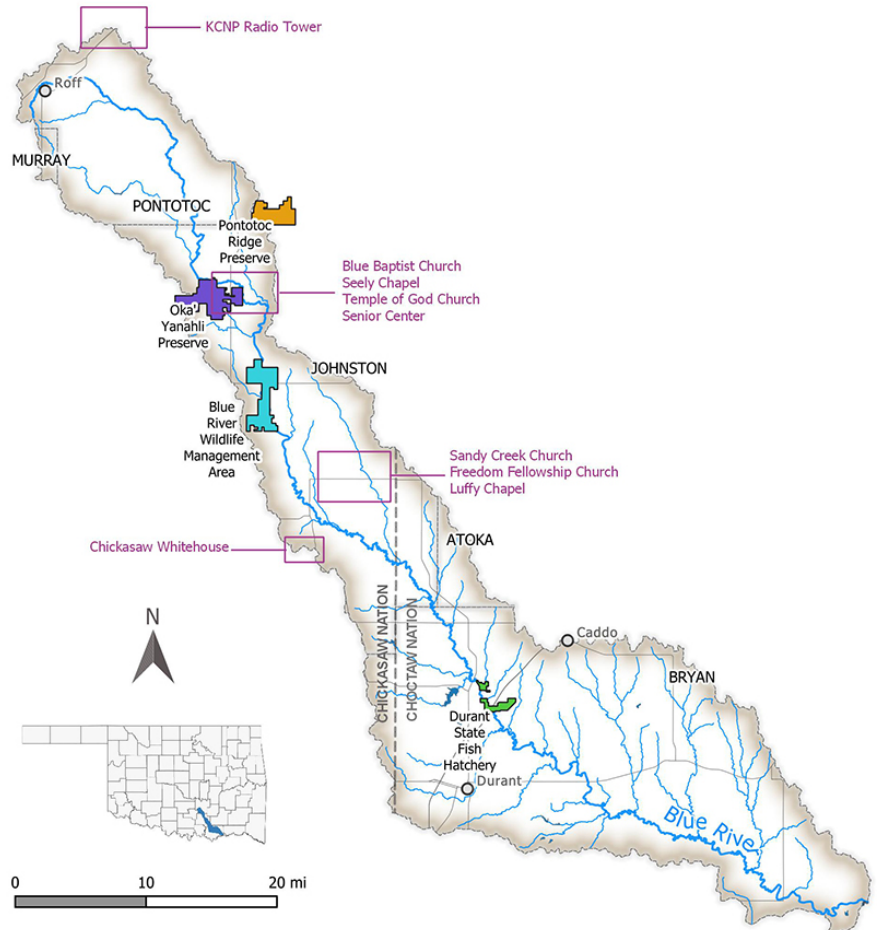 KCNP Radio Tower
Roff
MURRAY
PONTOTOC
Pontotoc
Ridge
Preserve
Blue Baptist Church
Seely Chapel
Temple of God Church
Senior Center
Oka'
Yanahli
Preserve
JOHNSTON
Blue
River
Wildlife
Management
Area
Sandy Creek Church
Freedom Fellowship Church
Luffy Chapel
Chickasaw Whitehouse
ATOKA
N
CHICKASAW NATION
CHOCTAW NATION
Caddo
BRYAN
Durant
State
Fish
Hatchery
Durant
Blue Rive
0 10 20 mi